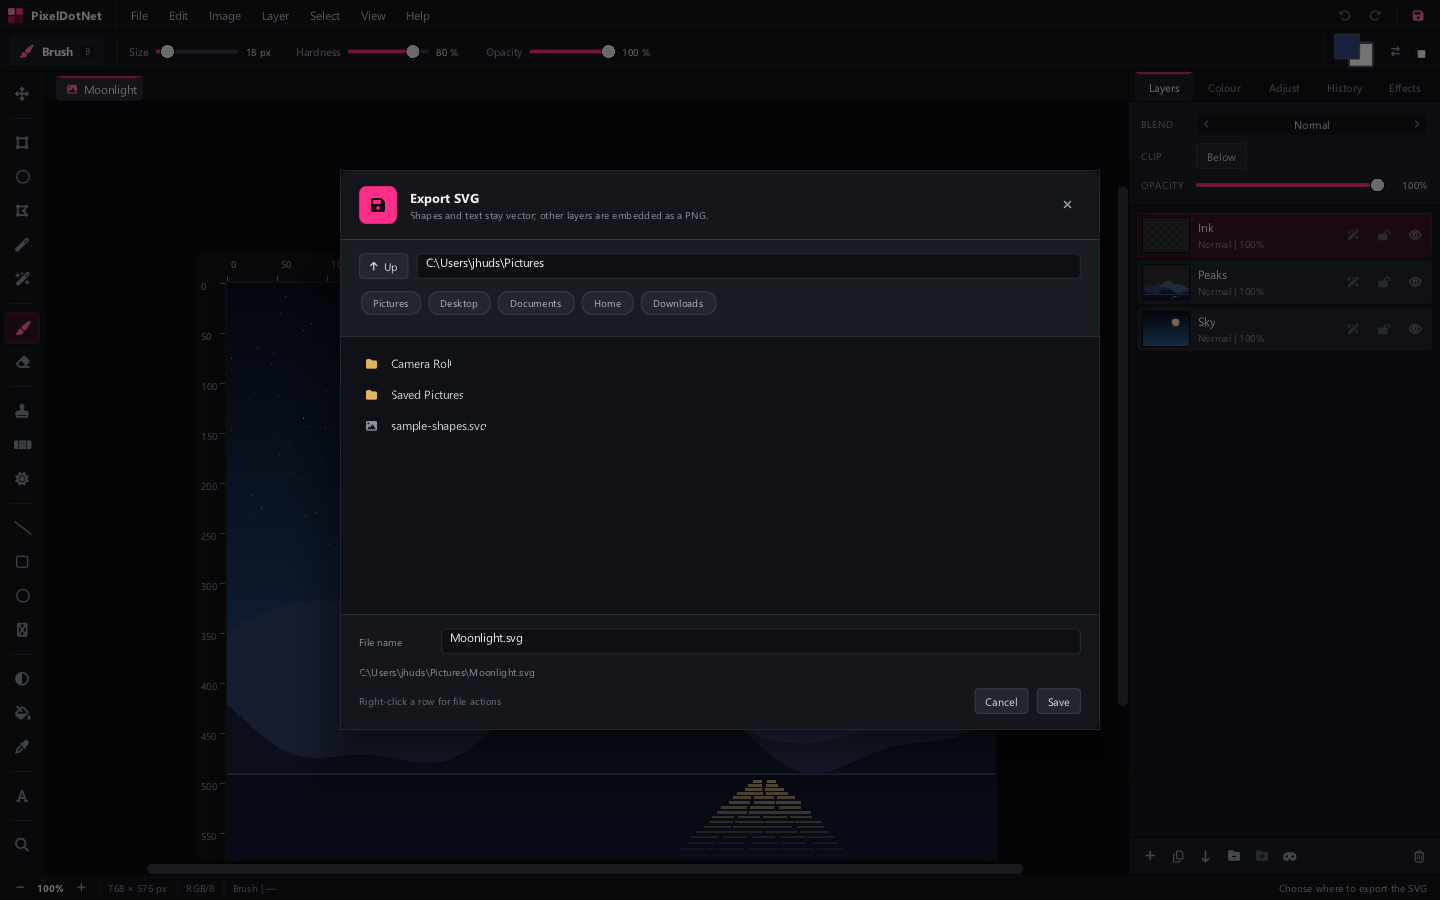 PixelDotNet File Edit Image Layer Select View Help
Brush B Size 18 px Hardness 80 % Opacity 100 %
Moonlight
Layers Colour Adjust History Effects
BLEND Normal
CLIP Below
OPACITY 100%
Ink
Normal | 100%
Peaks
Normal | 100%
Sky
Normal | 100%
Export SVG
Shapes and text stay vector; other layers are embedded as a PNG.
Up C:\Users\jhuds\Pictures
Pictures Desktop Documents Home Downloads
Camera Roll
Saved Pictures
sample-shapes.svg
File name Moonlight.svg
C:\Users\jhuds\Pictures\Moonlight.svg
Right-click a row for file actions Cancel Save
0 50 10
0
50
100
150
200
250
300
350
400
450
500
550
A
100% 768 × 576 px RGB/8 Brush | — Choose where to export the SVG